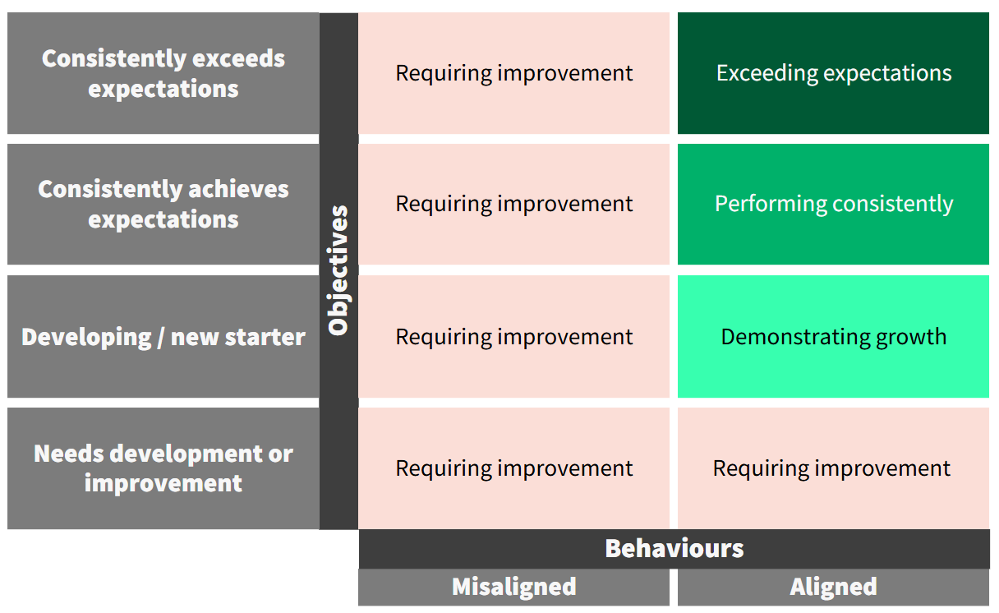 Consistently exceeds
expectations
Requiring improvement
Exceeding expectations
Consistently achieves
expectations
Requiring improvement
Performing consistently
Objectives
Developing / new starter
Requiring improvement
Demonstrating growth
Needs development or
improvement
Requiring improvement
Requiring improvement
Behaviours
Misaligned
Aligned